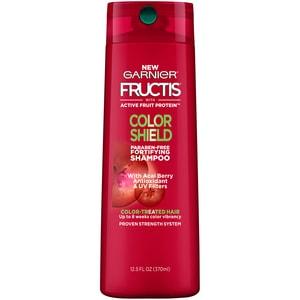 NEW
GARNIER
FRUCTIS
WITH
ACTIVE FRUIT PROTEIN™
COLOR
SHIELD
PARABEN-FREE
FORTIFYING
SHAMPOO
With Acai Berry
Antioxidant
& UV Filters
COLOR-TREATED HAIR
Up to 8 weeks color vibrancy
PROVEN STRENGTH SYSTEM
12.5 FL OZ (370ml)